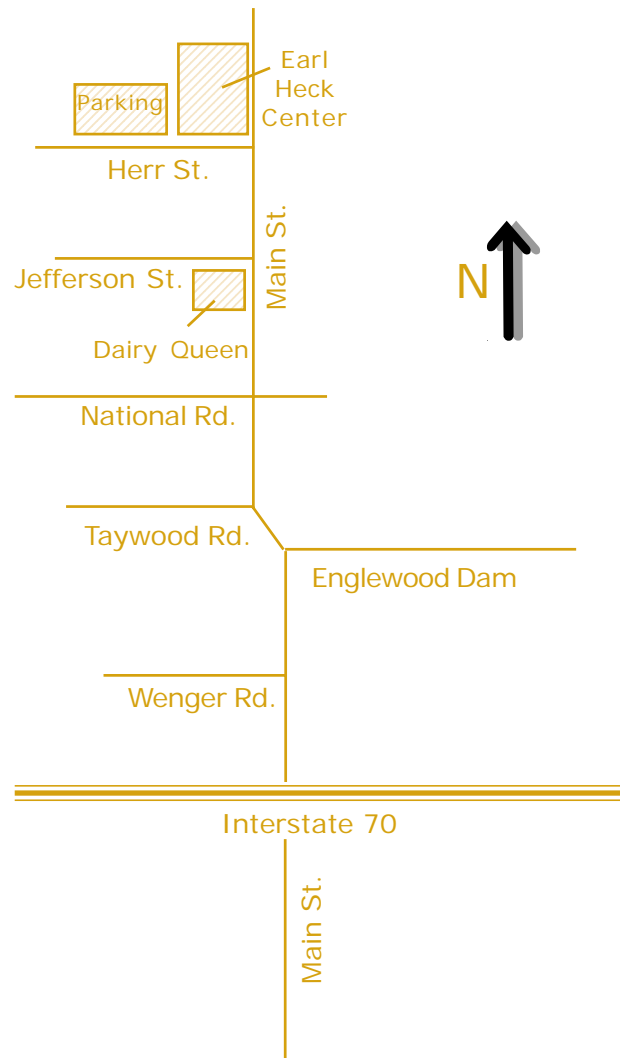 Earl
Heck
Center
Parking
Herr St.
Main St.
Jefferson St.
N
Dairy Queen
National Rd.
Taywood Rd.
Englewood Dam
Wenger Rd.
Interstate 70
Main St.